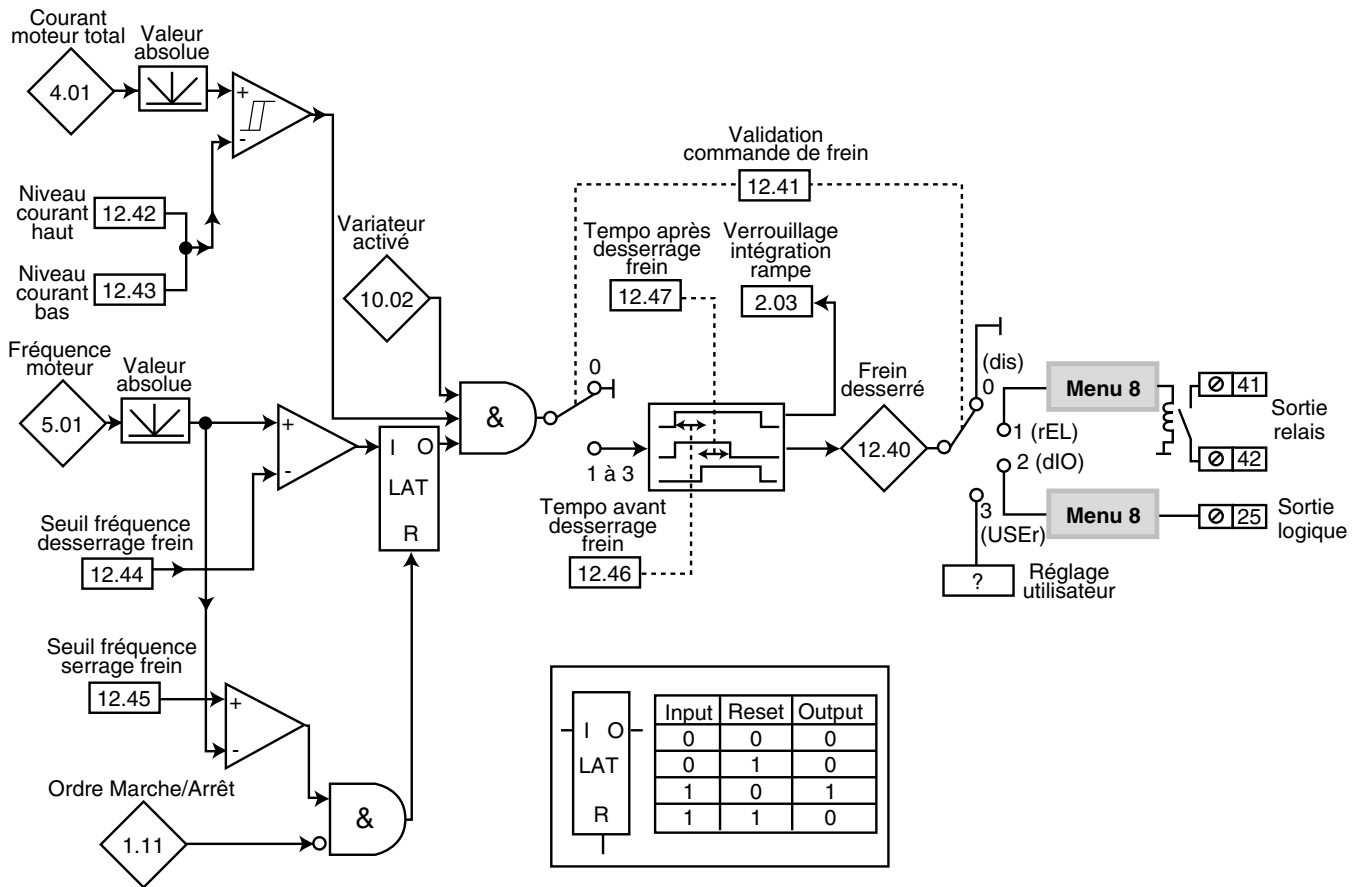 Courant
moteur total
4.01
Valeur
absolue
+
-
Niveau
courant
haut
12.42
Niveau
courant
bas
12.43
Variateur
activé
10.02
Fréquence
moteur
5.01
Valeur
absolue
+
-
I O
LAT
R
&
Seuil fréquence
desserrage frein
12.44
Seuil fréquence
serrage frein
12.45
+
-
Ordre Marche/Arrêt
1.11
&
Validation
commande de frein
12.41
Tempo après
desserrage
frein
12.47
Verrouillage
intégration
rampe
2.03
0
1 à 3
Tempo avant
desserrage
frein
12.46
Frein
desserré
12.40
(dis)
0
1 (rEL)
2 (dIO)
3
(USEr)
Menu 8
41
42
Sortie
relais
Menu 8
25
Sortie
logique
?
Réglage
utilisateur
I O
LAT
R
Input Reset Output
0 0 0
0 1 0
1 0 1
1 1 0